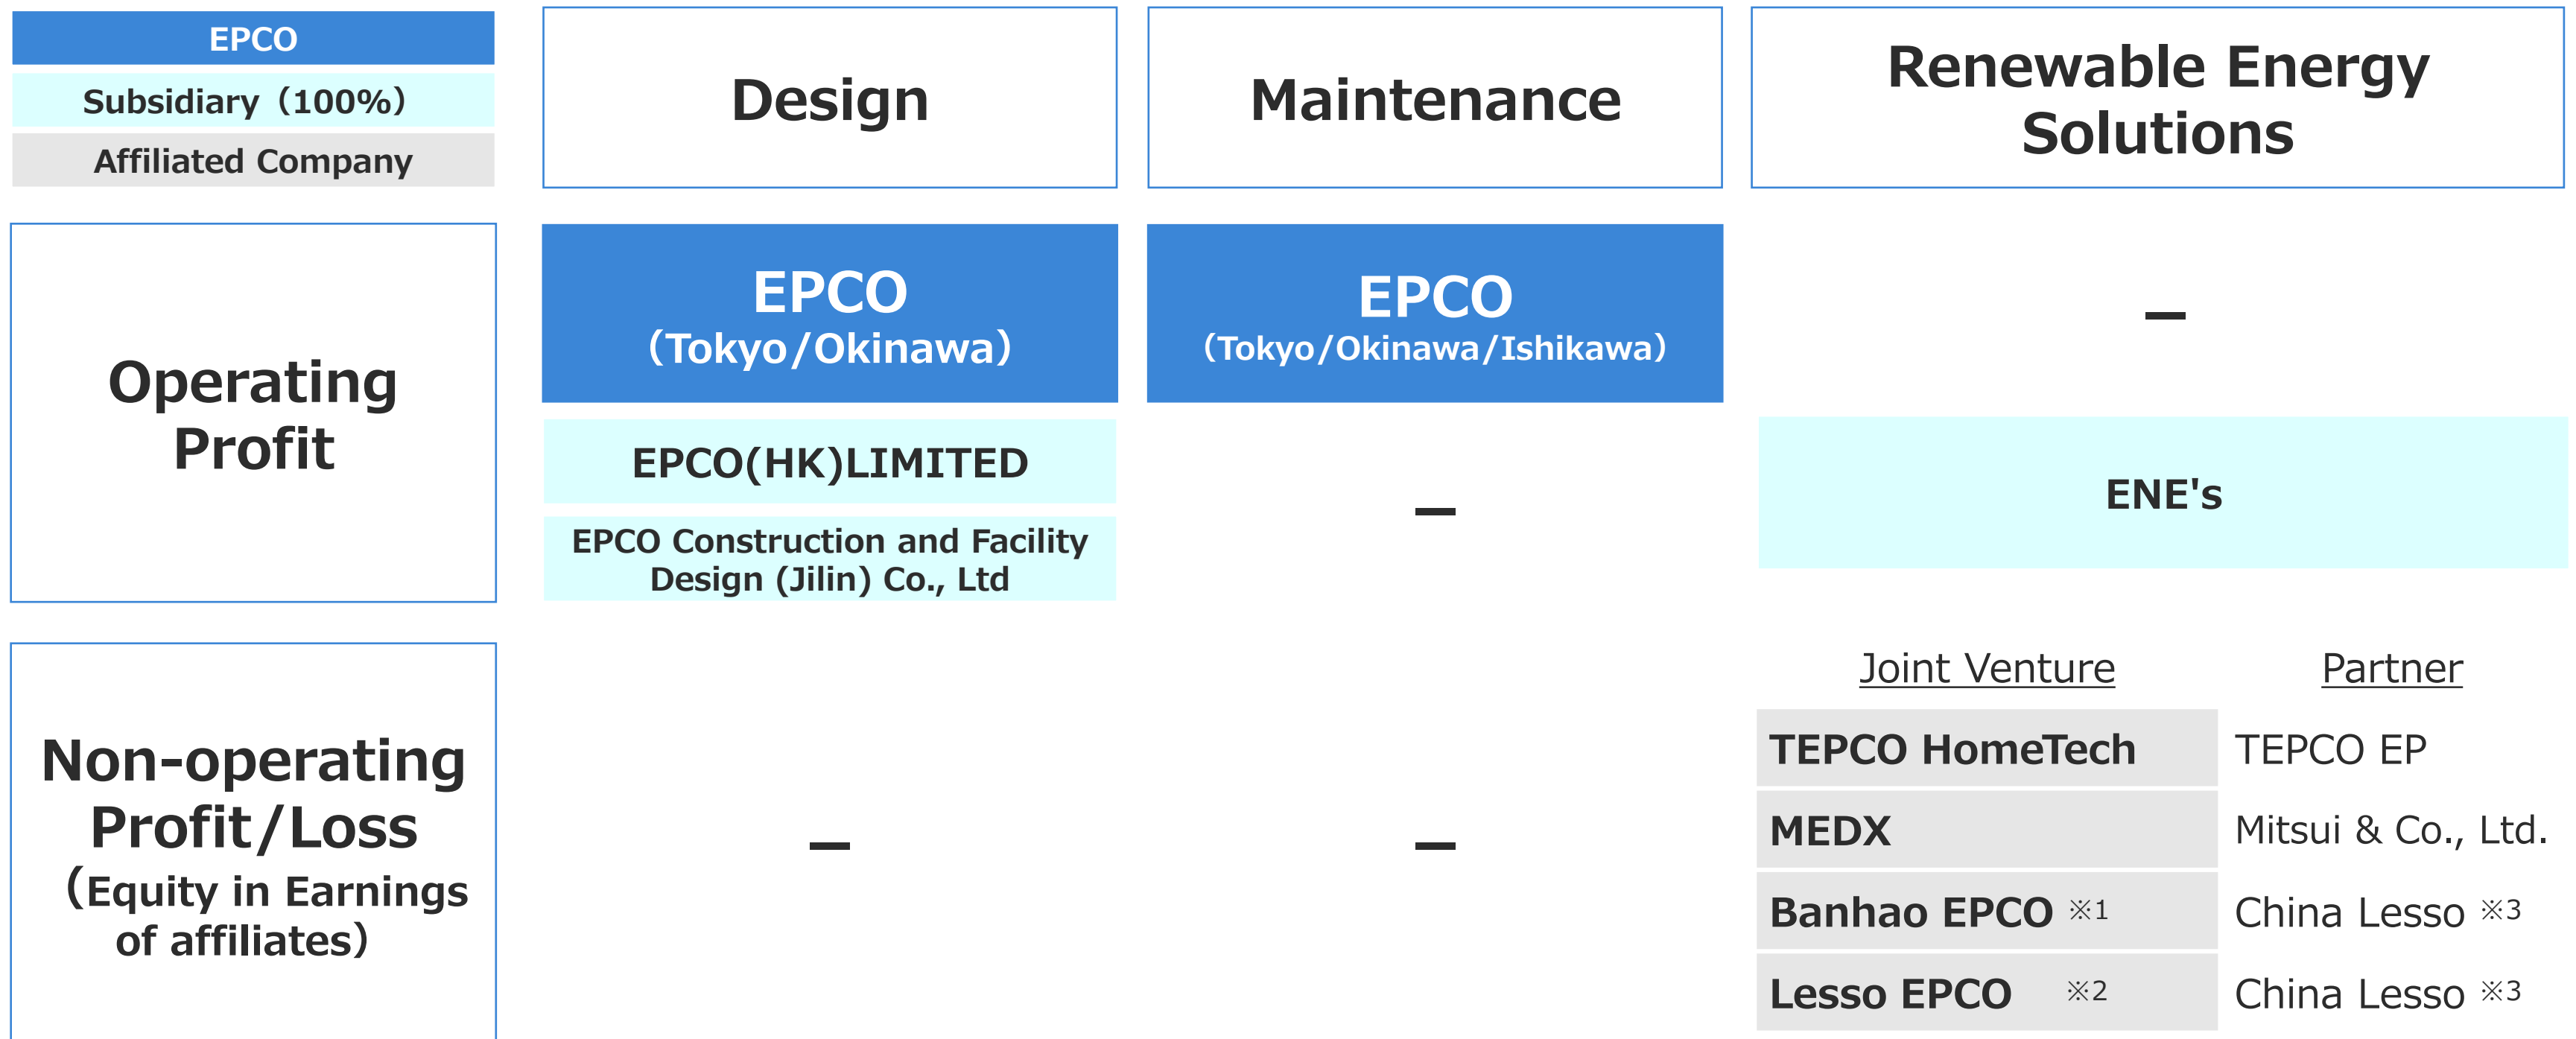 EPCO
Subsidiary（100%）
Affiliated Company
Design
Maintenance
Renewable Energy
Solutions
Operating
Profit
EPCO
（Tokyo/Okinawa）
EPCO
（Tokyo/Okinawa/Ishikawa）
–
EPCO(HK)LIMITED
EPCO Construction and Facility
Design (Jilin) Co., Ltd
–
ENE's
Non-operating
Profit/Loss
（Equity in Earnings
of affiliates）
–
–
Joint Venture Partner
TEPCO HomeTech TEPCO EP
MEDX Mitsui & Co., Ltd.
Banhao EPCO ※1 China Lesso ※3
Lesso EPCO ※2 China Lesso ※3